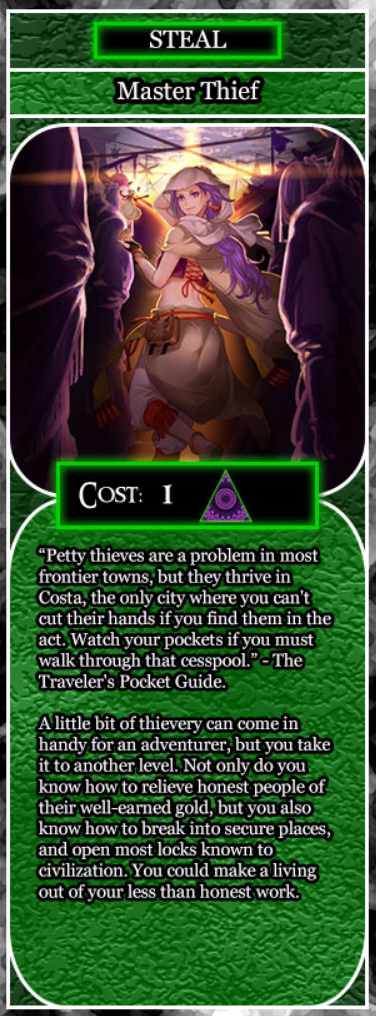 STEAL
Master Thief
COST: 1
“Petty thieves are a problem in most
frontier towns, but they thrive in
Costa, the only city where you can't
cut their hands if you find them in the
act. Watch your pockets if you must
walk through that cesspool.” - The
Traveler's Pocket Guide.
A little bit of thievery can come in
handy for an adventurer, but you take
it to another level. Not only do you
know how to relieve honest people of
their well-earned gold, but you also
know how to break into secure places,
and open most locks known to
civilization. You could make a living
out of your less than honest work.